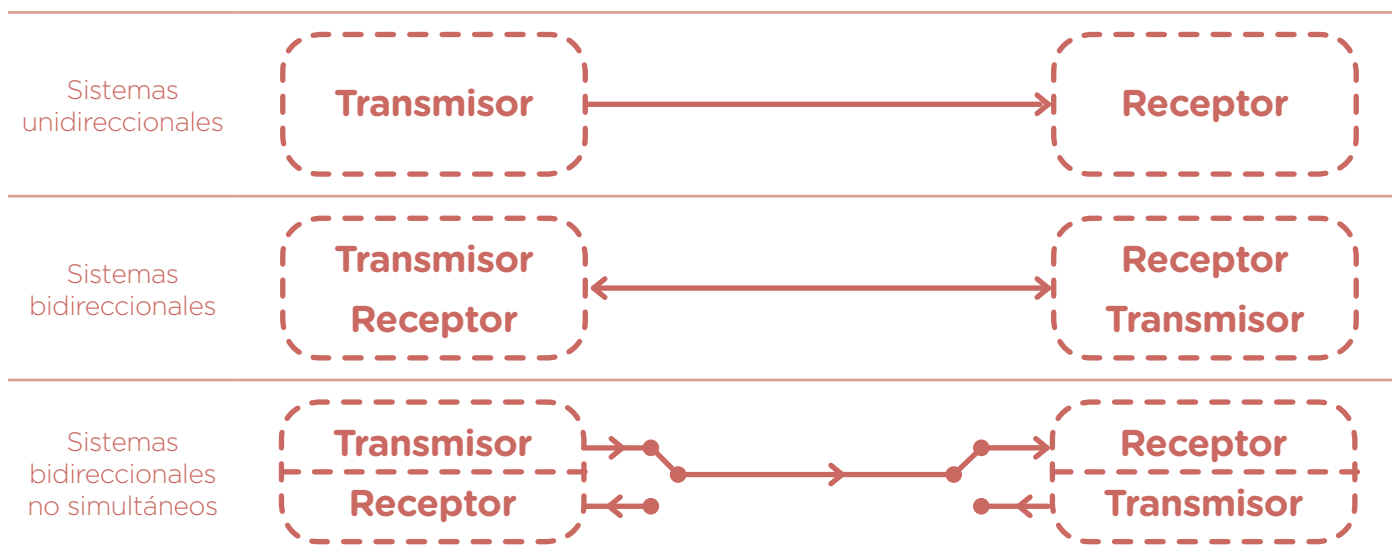 Sistemas
unidireccionales
Transmisor
Receptor
Sistemas
bidireccionales
Transmisor
Receptor
Receptor
Transmisor
Sistemas
bidireccionales
no simultáneos
Transmisor
Receptor
Receptor
Transmisor